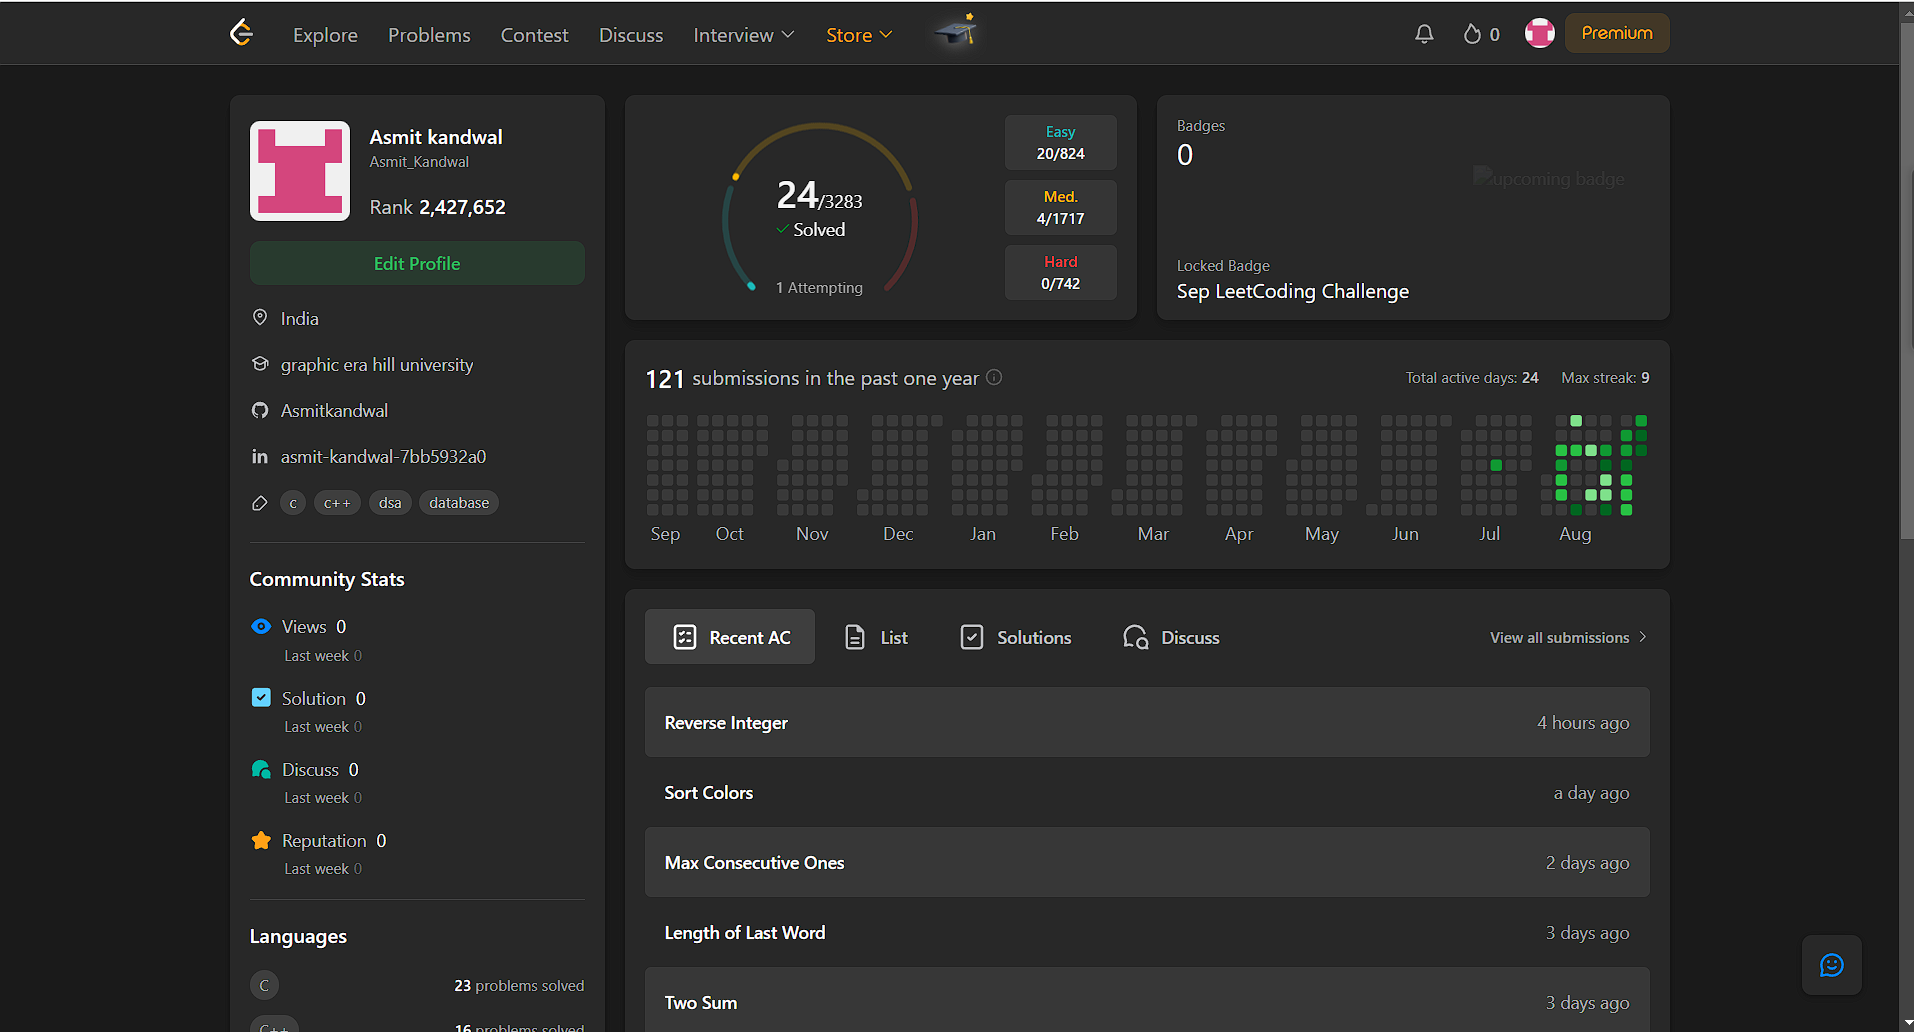 Explore Problems Contest Discuss Interview Store 0 Premium
Asmit kandwal
Asmit_Kandwal
Rank 2,427,652
Edit Profile
India
graphic era hill university
Asmitkandwal
asmit-kandwal-7bb5932a0
c c++ dsa database
Community Stats
Views 0
Last week 0
Solution 0
Last week 0
Discuss 0
Last week 0
Reputation 0
Last week 0
Languages
C 23 problems solved
C++ 16 problems solved
24/3283
Solved
1 Attempting
Easy
20/824
Med.
4/1717
Hard
0/742
Badges
0
upcoming badge
Locked Badge
Sep LeetCoding Challenge
121 submissions in the past one year Total active days: 24 Max streak: 9
Sep Oct Nov Dec Jan Feb Mar Apr May Jun Jul Aug
Recent AC List Solutions Discuss View all submissions
Reverse Integer 4 hours ago
Sort Colors a day ago
Max Consecutive Ones 2 days ago
Length of Last Word 3 days ago
Two Sum 3 days ago